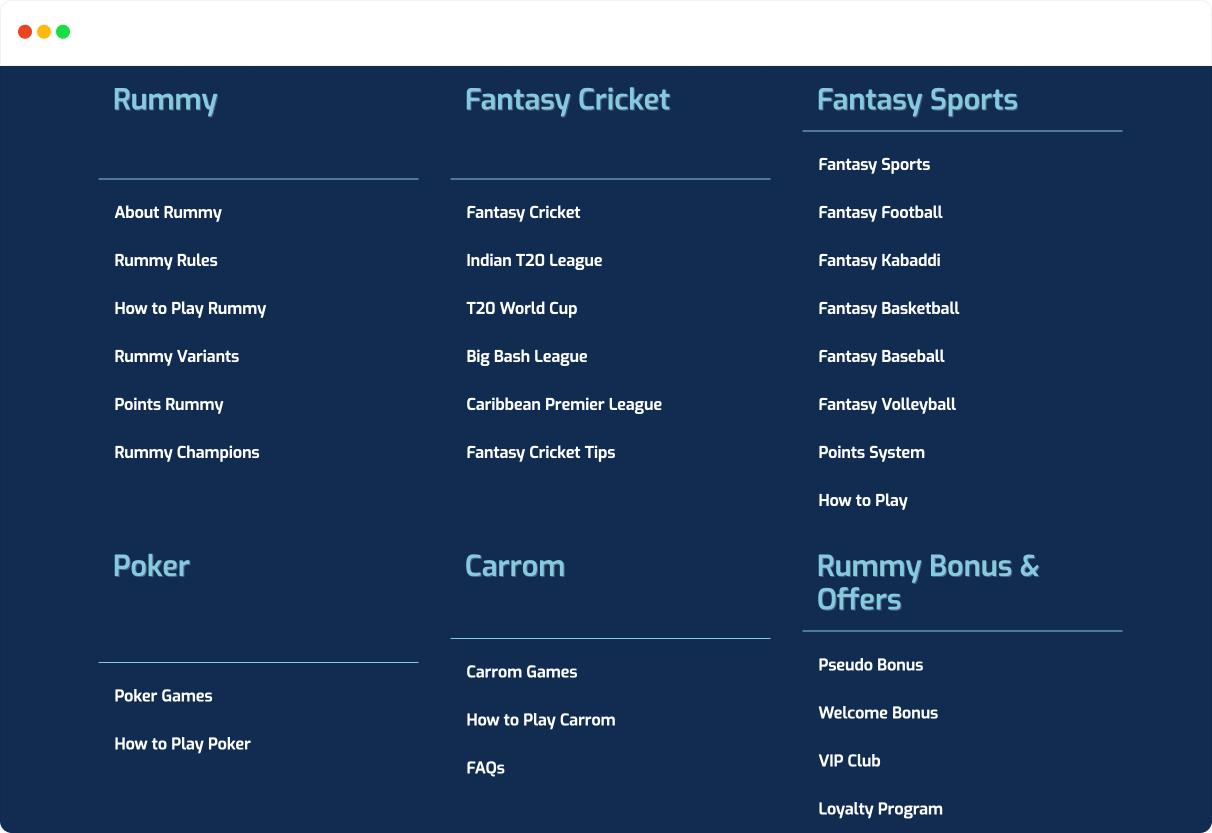 Rummy
About Rummy
Rummy Rules
How to Play Rummy
Rummy Variants
Points Rummy
Rummy Champions
Fantasy Cricket
Fantasy Cricket
Indian T20 League
T20 World Cup
Big Bash League
Caribbean Premier League
Fantasy Cricket Tips
Fantasy Sports
Fantasy Sports
Fantasy Football
Fantasy Kabaddi
Fantasy Basketball
Fantasy Baseball
Fantasy Volleyball
Points System
How to Play
Poker
Poker Games
How to Play Poker
Carrom
Carrom Games
How to Play Carrom
FAQs
Rummy Bonus &
Offers
Pseudo Bonus
Welcome Bonus
VIP Club
Loyalty Program